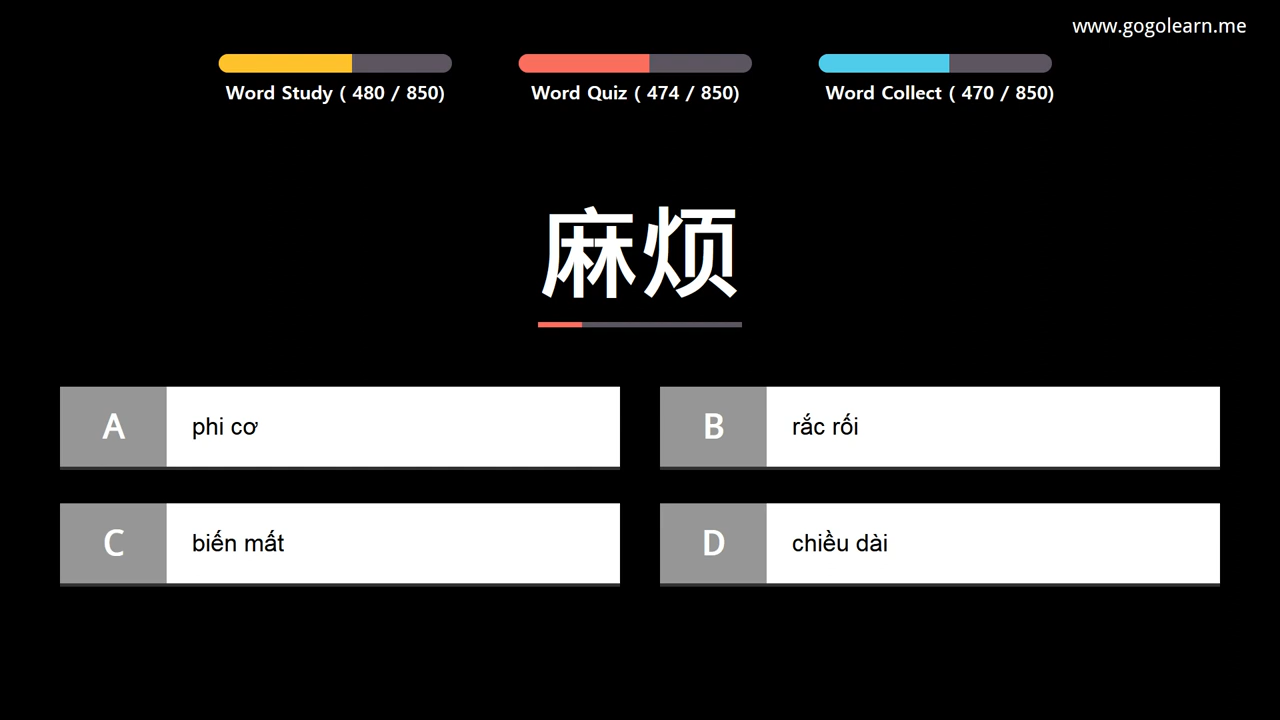 www.gogolearn.me
Word Study ( 480 / 850)
Word Quiz ( 474 / 850)
Word Collect ( 470 / 850)
麻烦
A phi cơ
B rắc rối
C biến mất
D chiều dài